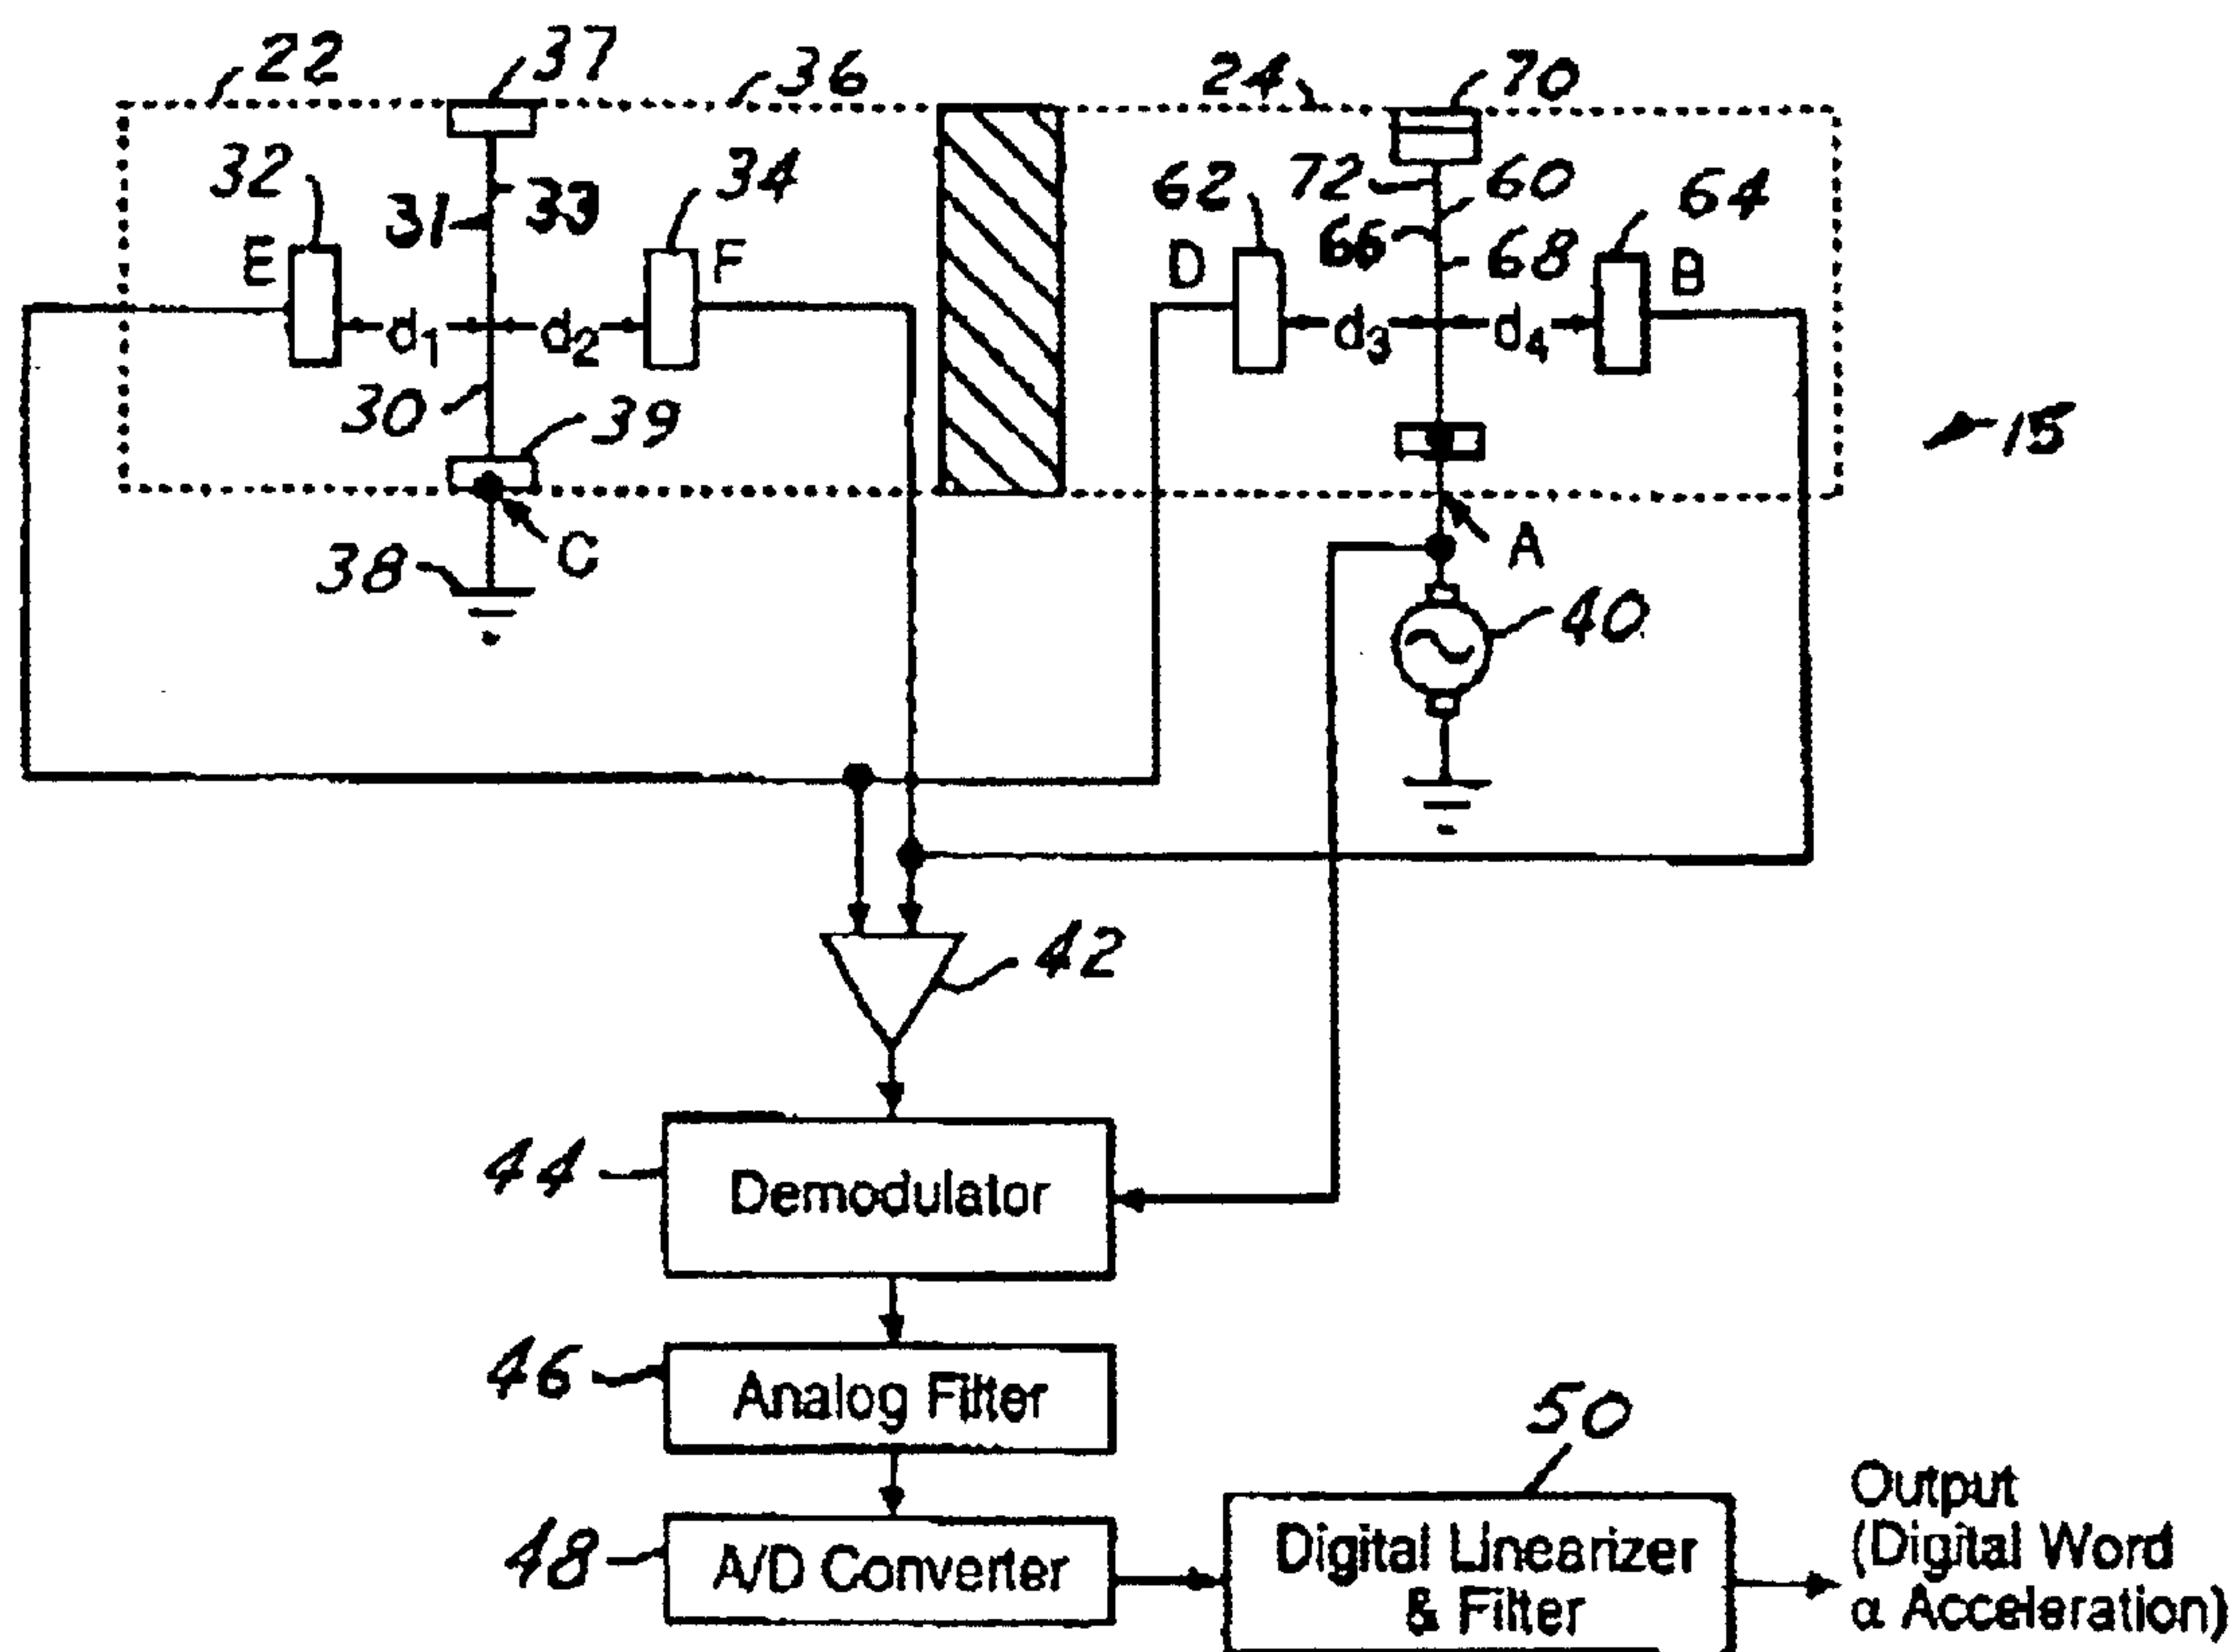 22 37 36 24 70
32 31 33 34 62 72 60 64
66 68
E F D B
d1 d2 d3 d4
30 39 15
38 C A
40
42
44 Demodulator
46 Analog Filter
50
48 A/D Converter
Digital Linearizer
& Filter
Output
(Digital Word
α Acceleration)